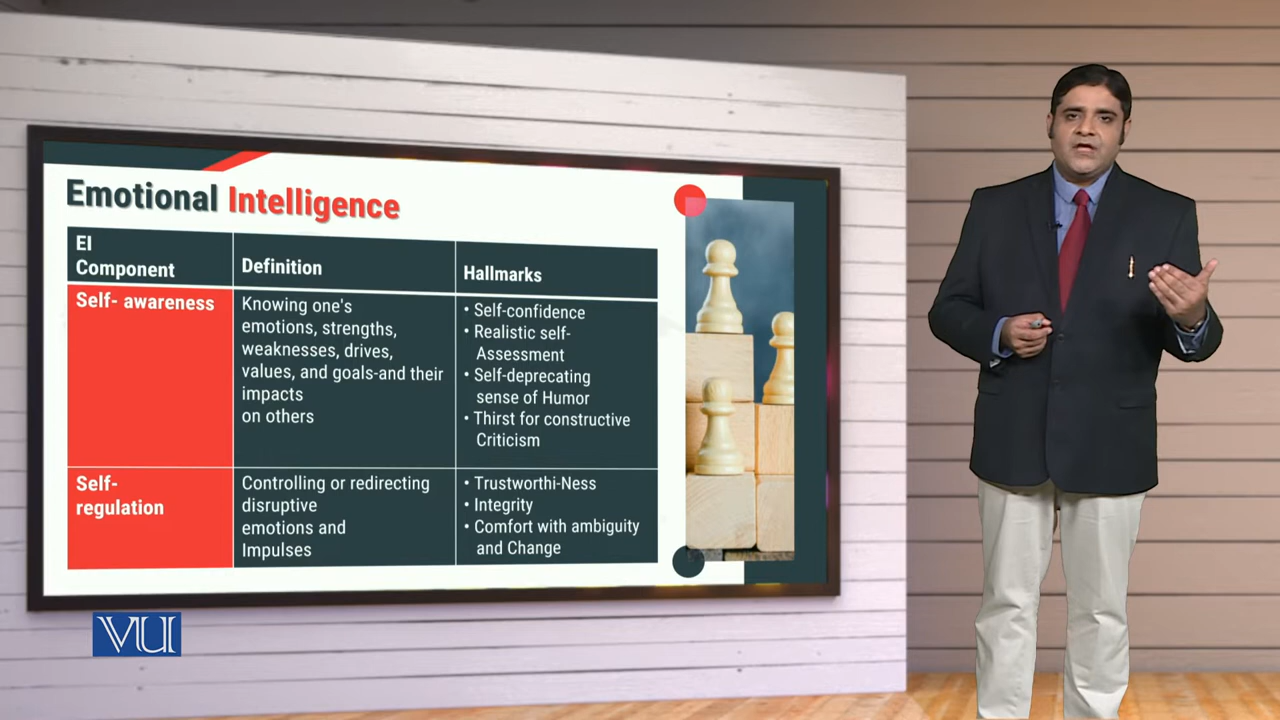 Emotional Intelligence
EI
Component
Definition
Hallmarks
Self- awareness
Knowing one's
emotions, strengths,
weaknesses, drives,
values, and goals-and their
impacts
on others
• Self-confidence
• Realistic self-
Assessment
• Self-deprecating
sense of Humor
• Thirst for constructive
Criticism
Self-
regulation
Controlling or redirecting
disruptive
emotions and
Impulses
• Trustworthi-Ness
• Integrity
• Comfort with ambiguity
and Change
VU